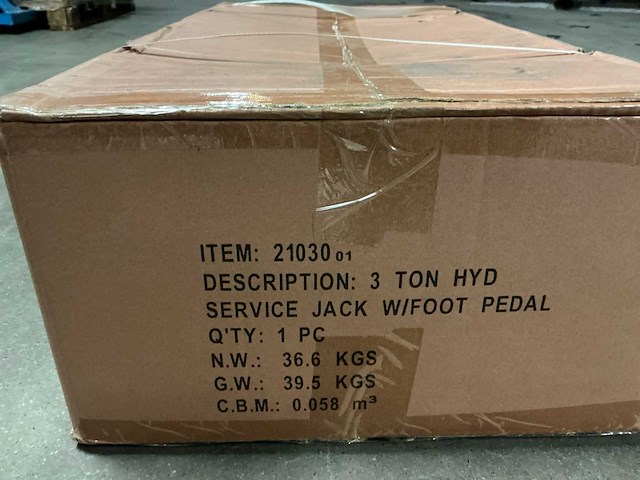 ITEM: 21030 01
DESCRIPTION: 3 TON HYD
SERVICE JACK W/FOOT PEDAL
Q'TY: 1 PC
N.W.: 36.6 KGS
G.W.: 39.5 KGS
C.B.M.: 0.058 m³